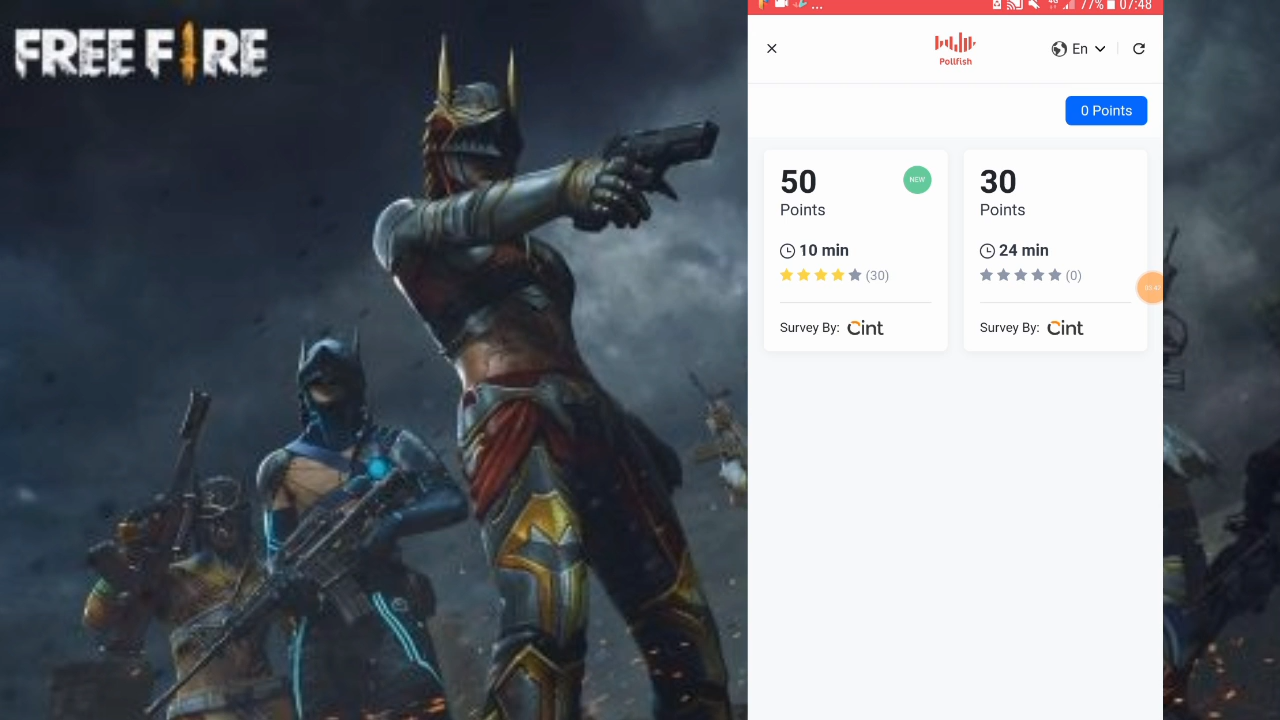 FREE FIRE
... 77% 07:48
Pollfish
En
0 Points
50
NEW
Points
10 min
(30)
Survey By: Cint
30
Points
24 min
(0)
Survey By: Cint